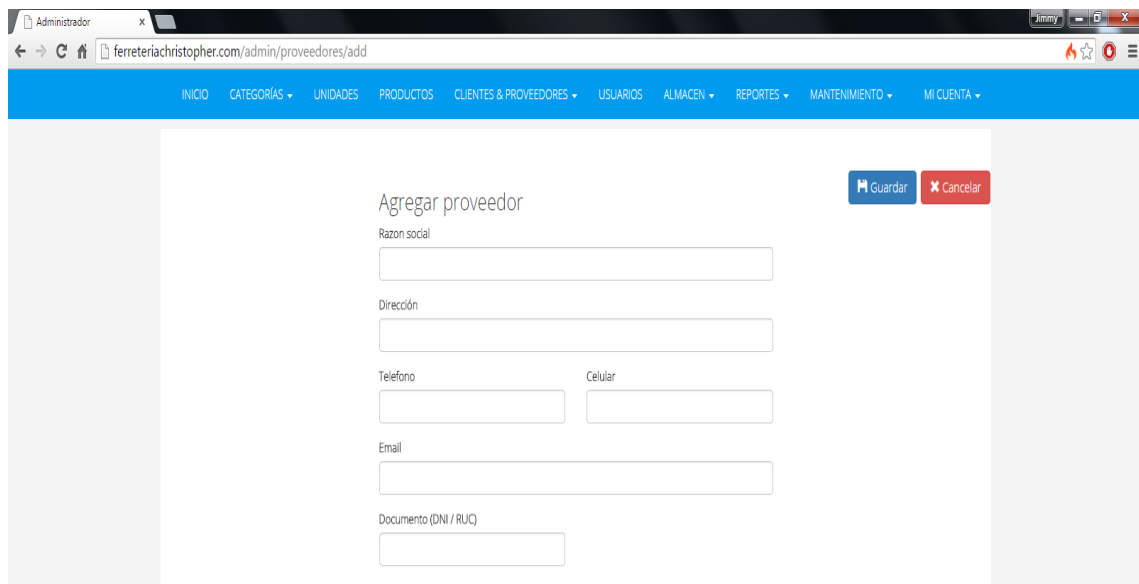 Administrador
Jimmy
ferreteriachristopher.com/admin/proveedores/add
INICIO CATEGORÍAS UNIDADES PRODUCTOS CLIENTES & PROVEEDORES USUARIOS ALMACEN REPORTES MANTENIMIENTO MI CUENTA
Guardar Cancelar
Agregar proveedor
Razon social
Dirección
Telefono Celular
Email
Documento (DNI / RUC)